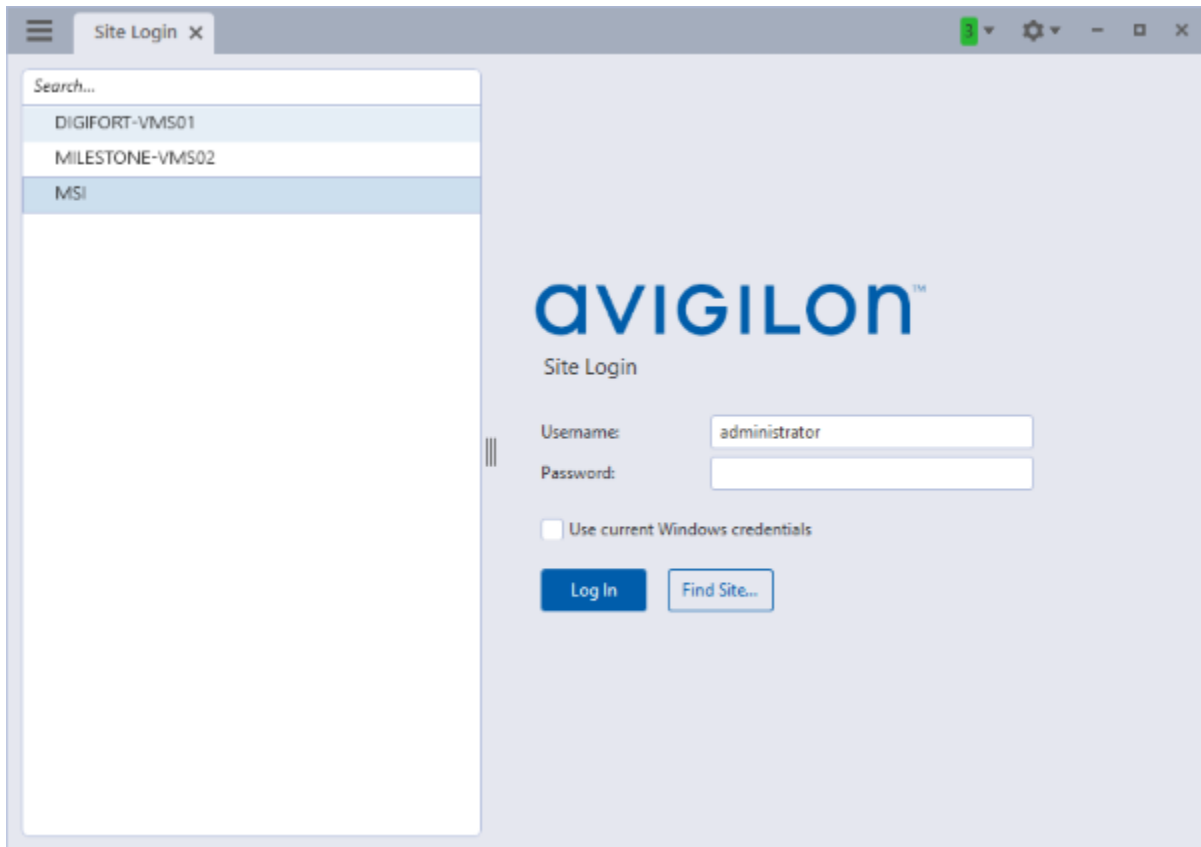 Site Login
3
Search...
DIGIFORT-VMS01
MILESTONE-VMS02
MSI
avigilon™
Site Login
Username: administrator
Password:
Use current Windows credentials
Log In Find Site...